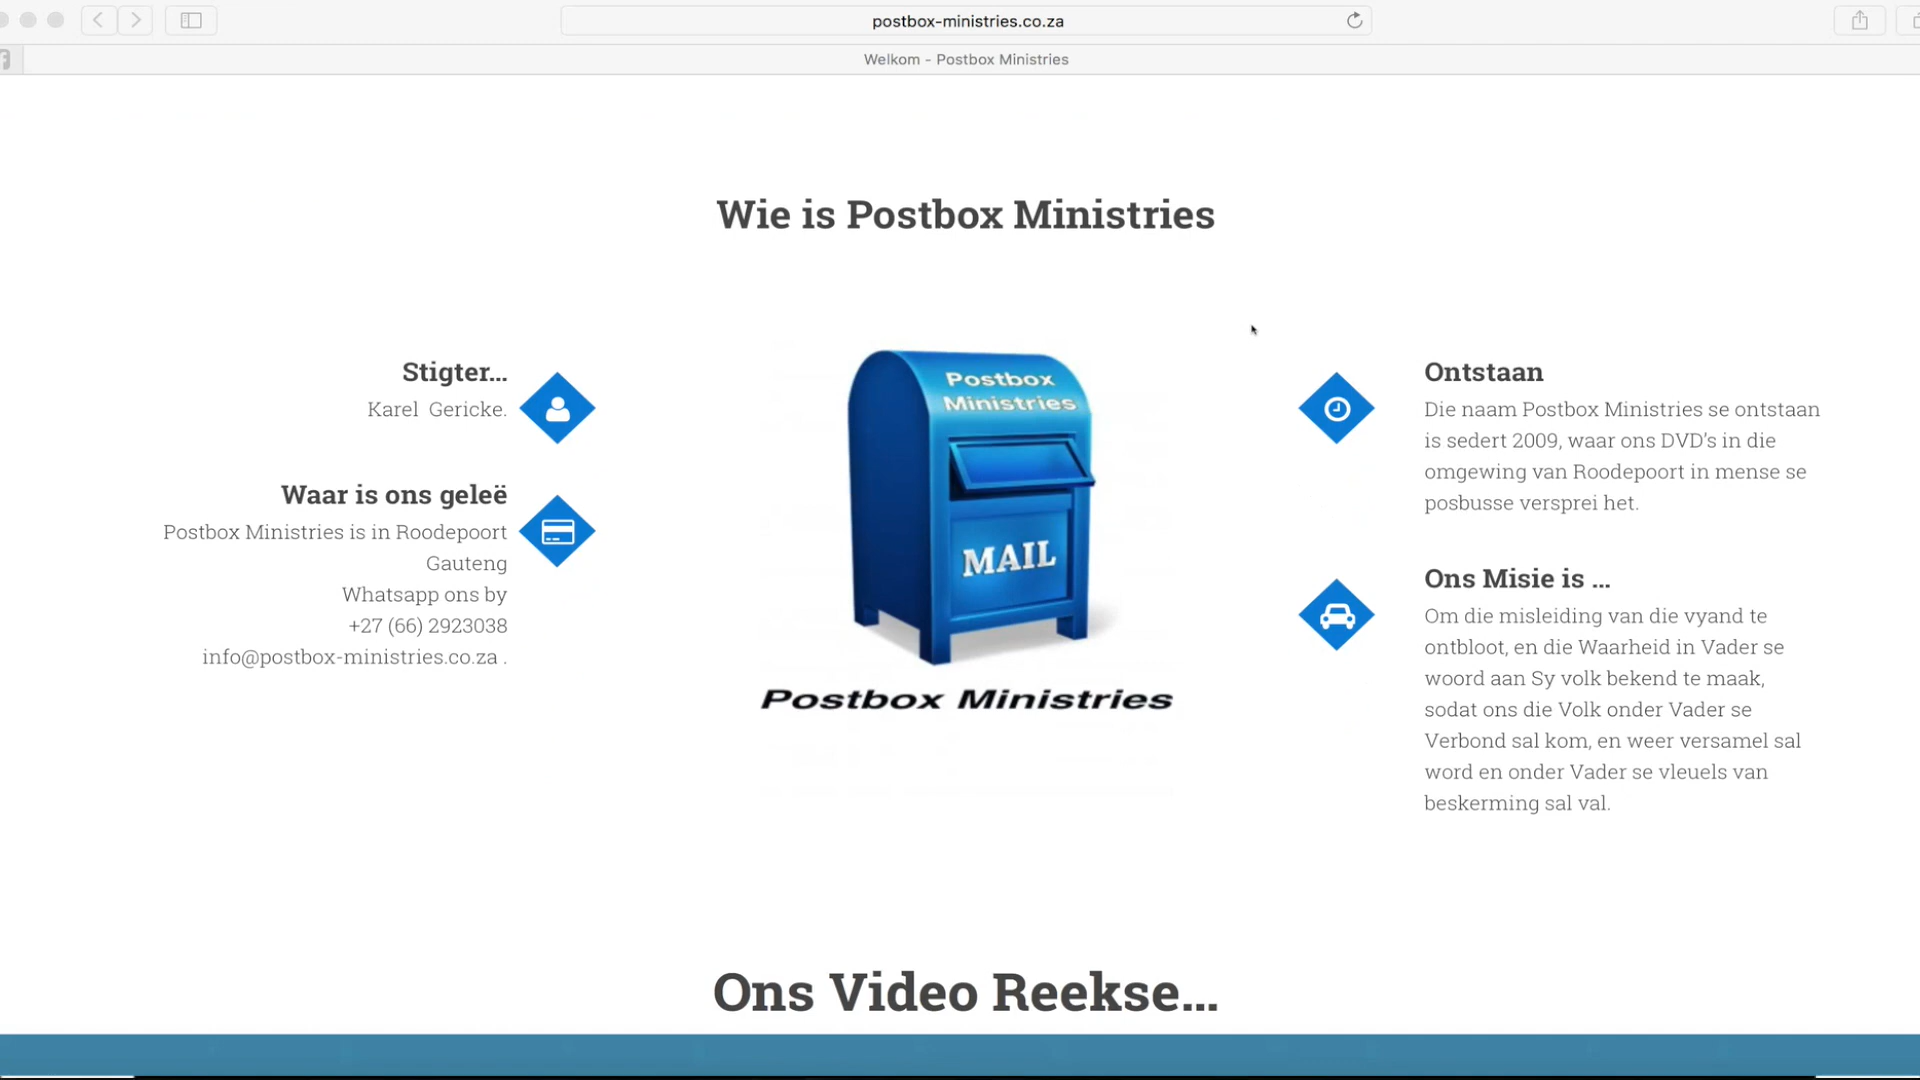 postbox-ministries.co.za
Welkom - Postbox Ministries
Wie is Postbox Ministries
Stigter...
Karel Gericke.
Waar is ons geleë
Postbox Ministries is in Roodepoort
Gauteng
Whatsapp ons by
+27 (66) 2923038
info@postbox-ministries.co.za .
Postbox
Ministries
MAIL
Postbox Ministries
Ontstaan
Die naam Postbox Ministries se ontstaan
is sedert 2009, waar ons DVD's in die
omgewing van Roodepoort in mense se
posbusse versprei het.
Ons Misie is ...
Om die misleiding van die vyand te
ontbloot, en die Waarheid in Vader se
woord aan Sy volk bekend te maak,
sodat ons die Volk onder Vader se
Verbond sal kom, en weer versamel sal
word en onder Vader se vleuels van
beskerming sal val.
Ons Video Reekse...